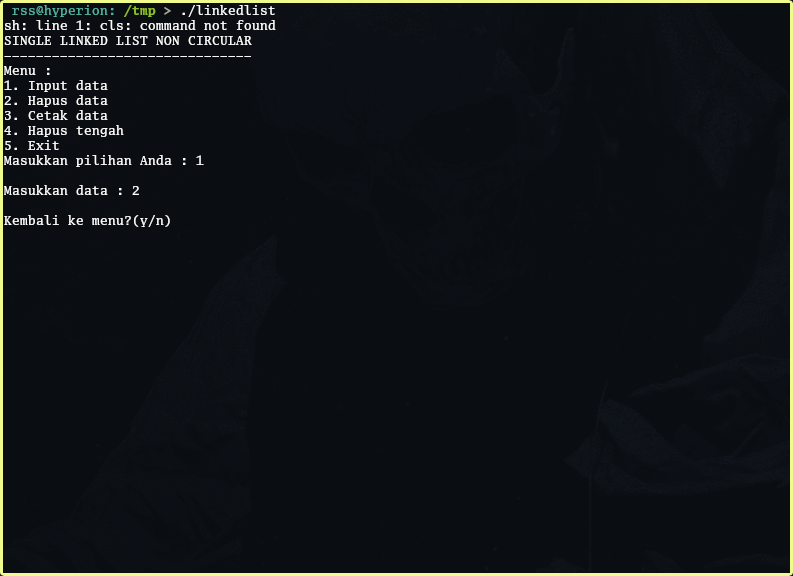 rss@hyperion: /tmp > ./linkedlist
sh: line 1: cls: command not found
SINGLE LINKED LIST NON CIRCULAR
-------------------------------
Menu :
1. Input data
2. Hapus data
3. Cetak data
4. Hapus tengah
5. Exit
Masukkan pilihan Anda : 1
Masukkan data : 2
Kembali ke menu?(y/n)